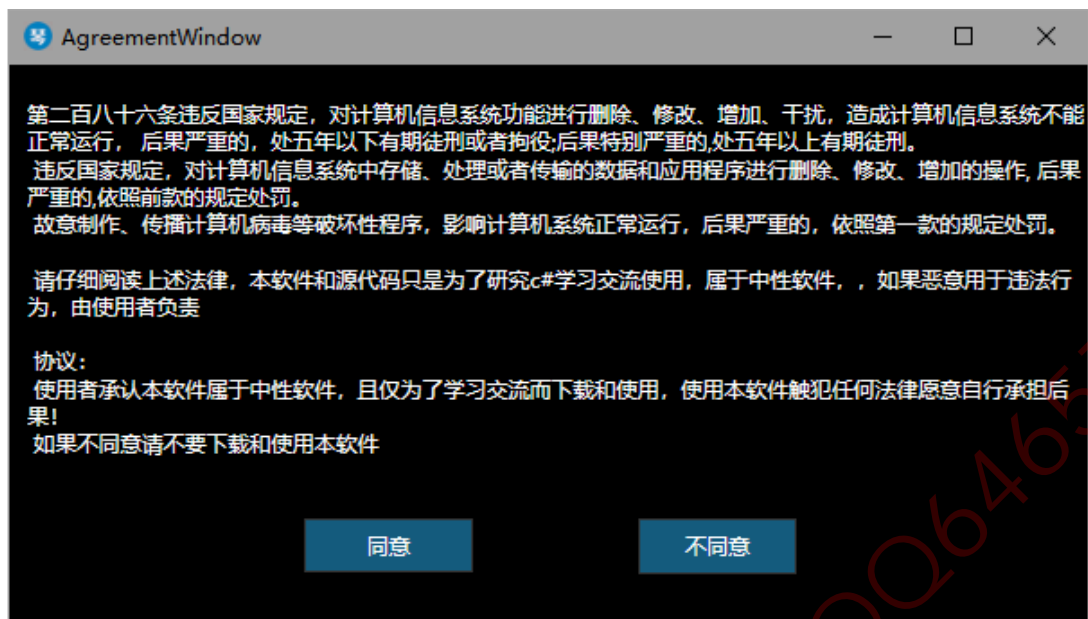 琴 AgreementWindow
第二百八十六条违反国家规定，对计算机信息系统功能进行删除、修改、增加、干扰，造成计算机信息系统不能
正常运行， 后果严重的，处五年以下有期徒刑或者拘役;后果特别严重的,处五年以上有期徒刑。
违反国家规定，对计算机信息系统中存储、处理或者传输的数据和应用程序进行删除、修改、增加的操作, 后果
严重的,依照前款的规定处罚。
故意制作、传播计算机病毒等破坏性程序，影响计算机系统正常运行，后果严重的，依照第一款的规定处罚。
请仔细阅读上述法律，本软件和源代码只是为了研究c#学习交流使用，属于中性软件，，如果恶意用于违法行
为，由使用者负责
协议：
使用者承认本软件属于中性软件，且仅为了学习交流而下载和使用，使用本软件触犯任何法律愿意自行承担后
果!
如果不同意请不要下载和使用本软件
同意
不同意